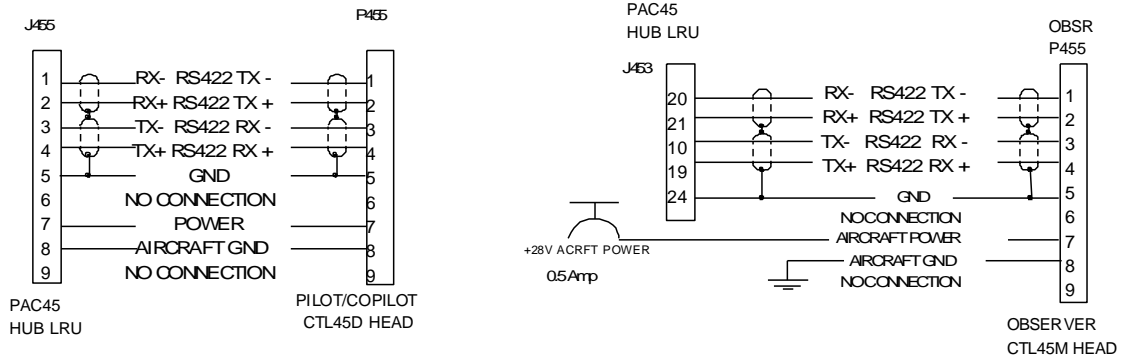 J455
P455
1 RX- RS422 TX - 1
2 RX+ RS422 TX + 2
3 TX- RS422 RX - 3
4 TX+ RS422 RX + 4
5 GND 5
6 NO CONNECTION 6
7 POWER 7
8 AIRCRAFT GND 8
9 NO CONNECTION 9
PAC45
HUB LRU
PILOT/COPILOT
CTL45D HEAD
PAC45
HUB LRU
OBSR
P455
J453
20 RX- RS422 TX - 1
21 RX+ RS422 TX + 2
10 TX- RS422 RX - 3
19 TX+ RS422 RX + 4
24 GND 5
NO CONNECTION 6
+28V ACRFT POWER AIRCRAFT POWER 7
0.5 Amp
AIRCRAFT GND 8
NO CONNECTION 9
OBSERVER
CTL45M HEAD